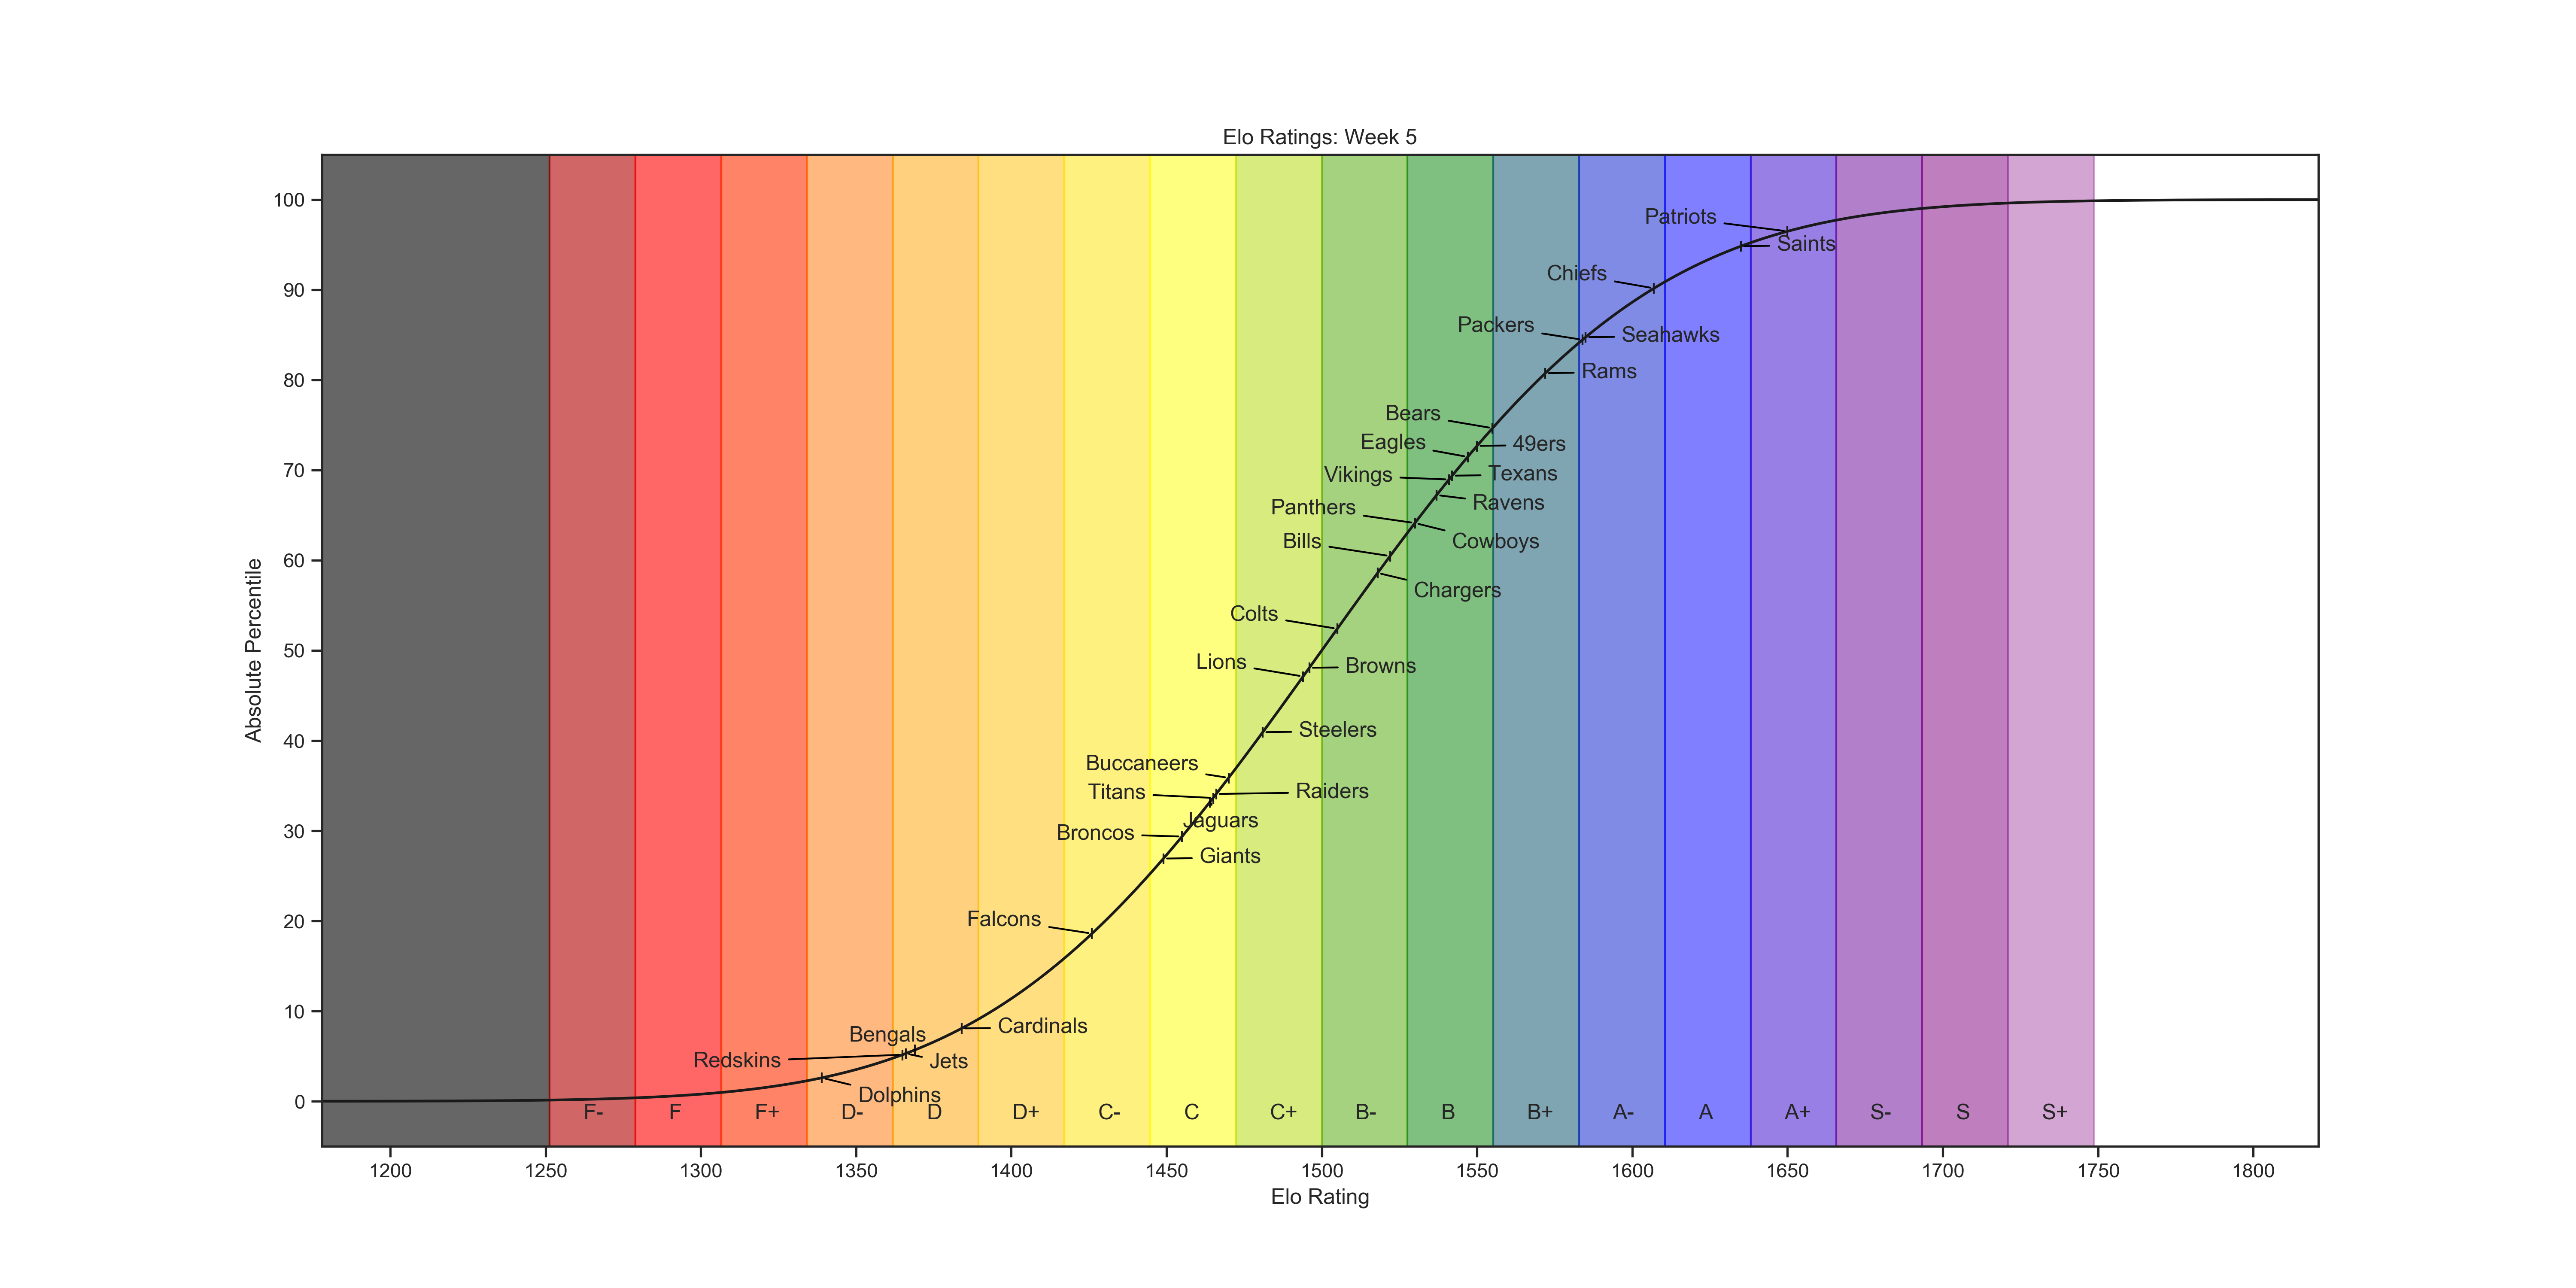 Elo Ratings: Week 5
Absolute Percentile
100
90
80
70
60
50
40
30
20
10
0
Patriots
Saints
Chiefs
Packers
Seahawks
Rams
Bears
Eagles
49ers
Vikings
Texans
Ravens
Panthers
Cowboys
Bills
Chargers
Colts
Lions
Browns
Steelers
Buccaneers
Titans
Raiders
Jaguars
Broncos
Giants
Falcons
Cardinals
Bengals
Redskins
Jets
Dolphins
F- F F+ D- D D+ C- C C+ B- B B+ A- A A+ S- S S+
1200 1250 1300 1350 1400 1450 1500 1550 1600 1650 1700 1750 1800
Elo Rating